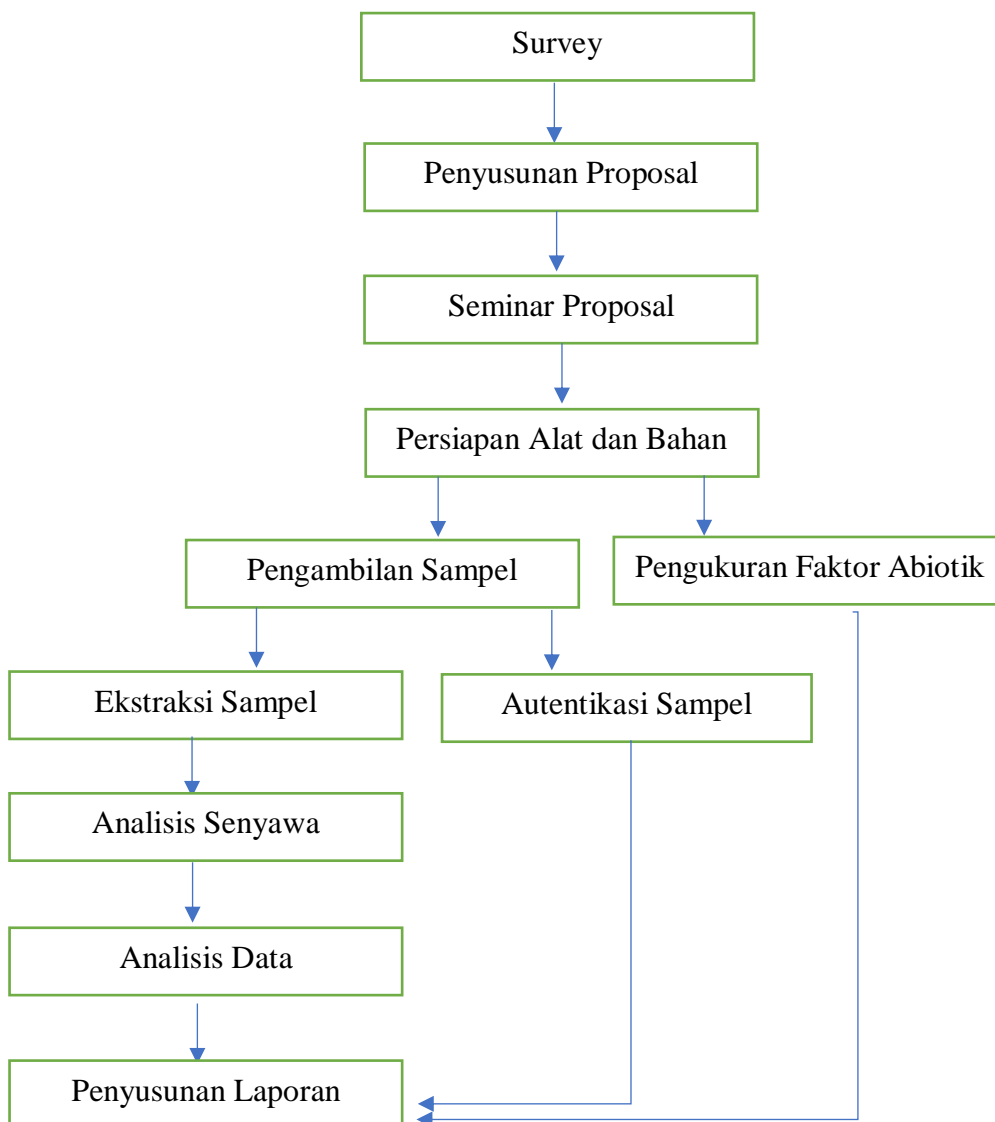 Survey
Penyusunan Proposal
Seminar Proposal
Persiapan Alat dan Bahan
Pengambilan Sampel
Pengukuran Faktor Abiotik
Ekstraksi Sampel
Autentikasi Sampel
Analisis Senyawa
Analisis Data
Penyusunan Laporan